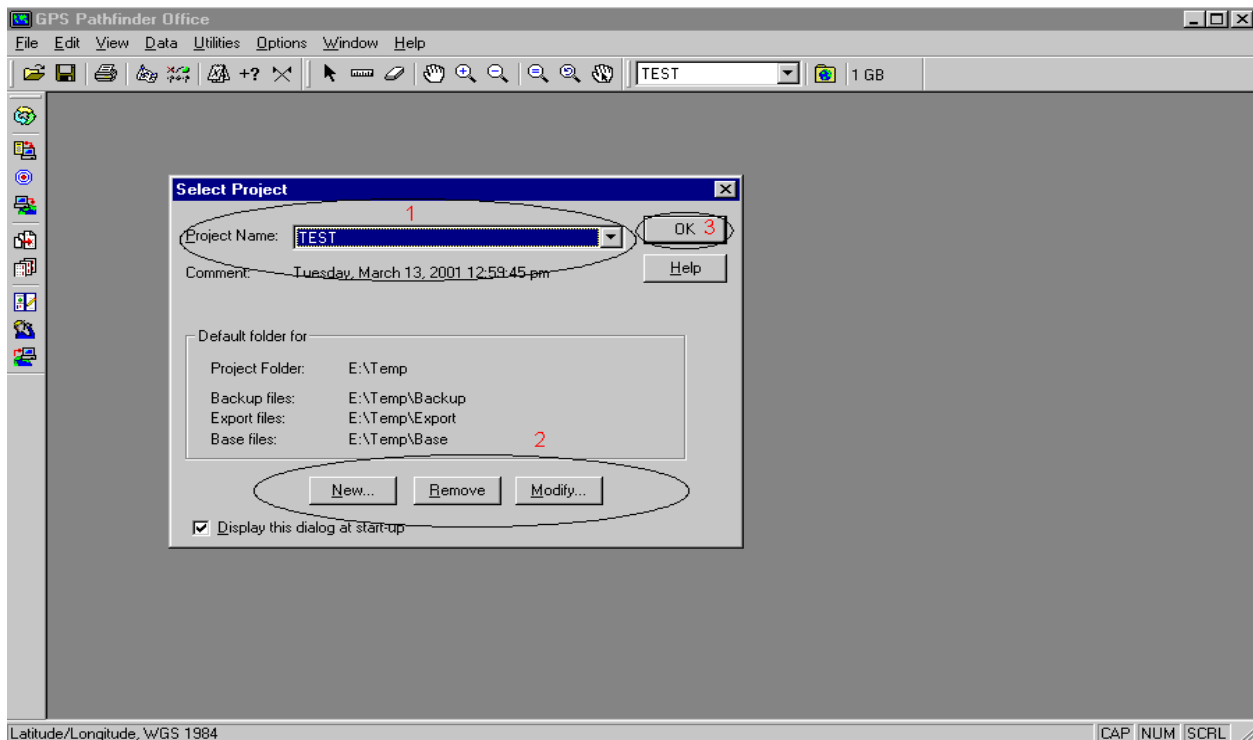 GPS Pathfinder Office
File Edit View Data Utilities Options Window Help
+? TEST 1 GB
Select Project
1
Project Name: TEST
OK 3
Comment: Tuesday, March 13, 2001 12:59:45 pm
Help
Default folder for
Project Folder: E:\Temp
Backup files: E:\Temp\Backup
Export files: E:\Temp\Export
Base files: E:\Temp\Base
2
New... Remove Modify...
Display this dialog at start-up
Latitude/Longitude, WGS 1984 CAP NUM SCRL